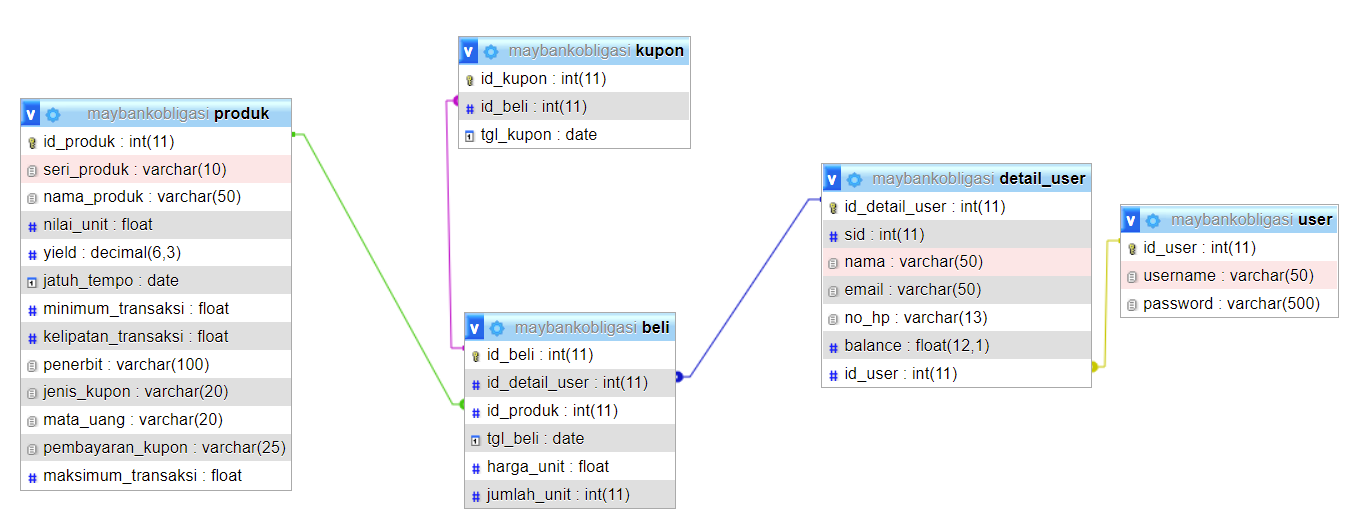 maybankobligasi produk
id_produk : int(11)
seri_produk : varchar(10)
nama_produk : varchar(50)
nilai_unit : float
yield : decimal(6,3)
jatuh_tempo : date
minimum_transaksi : float
kelipatan_transaksi : float
penerbit : varchar(100)
jenis_kupon : varchar(20)
mata_uang : varchar(20)
pembayaran_kupon : varchar(25)
maksimum_transaksi : float
maybankobligasi kupon
id_kupon : int(11)
id_beli : int(11)
tgl_kupon : date
maybankobligasi beli
id_beli : int(11)
id_detail_user : int(11)
id_produk : int(11)
tgl_beli : date
harga_unit : float
jumlah_unit : int(11)
maybankobligasi detail_user
id_detail_user : int(11)
sid : int(11)
nama : varchar(50)
email : varchar(50)
no_hp : varchar(13)
balance : float(12,1)
id_user : int(11)
maybankobligasi user
id_user : int(11)
username : varchar(50)
password : varchar(500)